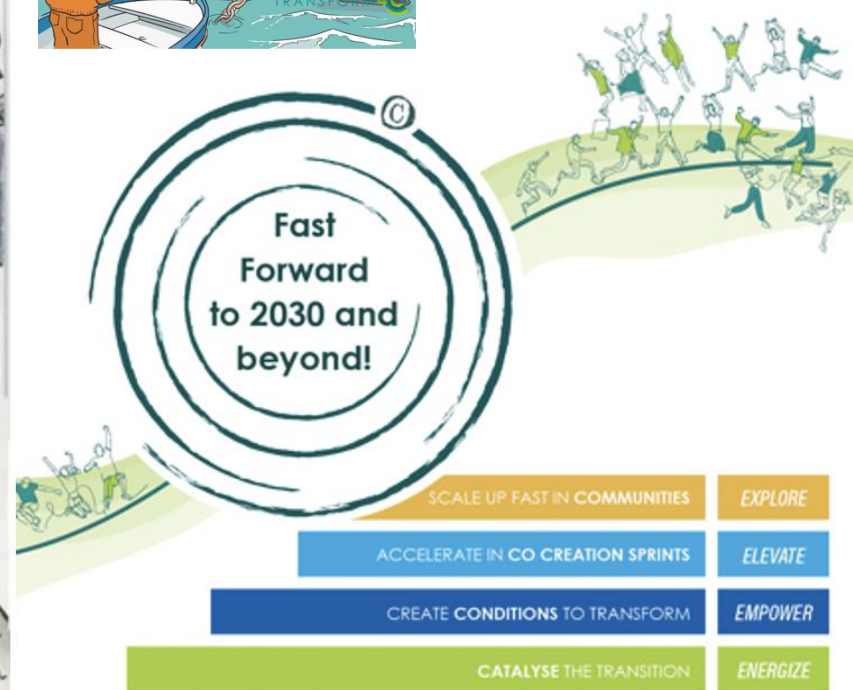 TRANSFORM
©
Fast
Forward
to 2030 and
beyond!
SCALE UP FAST IN COMMUNITIES
EXPLORE
ACCELERATE IN CO CREATION SPRINTS
ELEVATE
CREATE CONDITIONS TO TRANSFORM
EMPOWER
CATALYSE THE TRANSITION
ENERGIZE